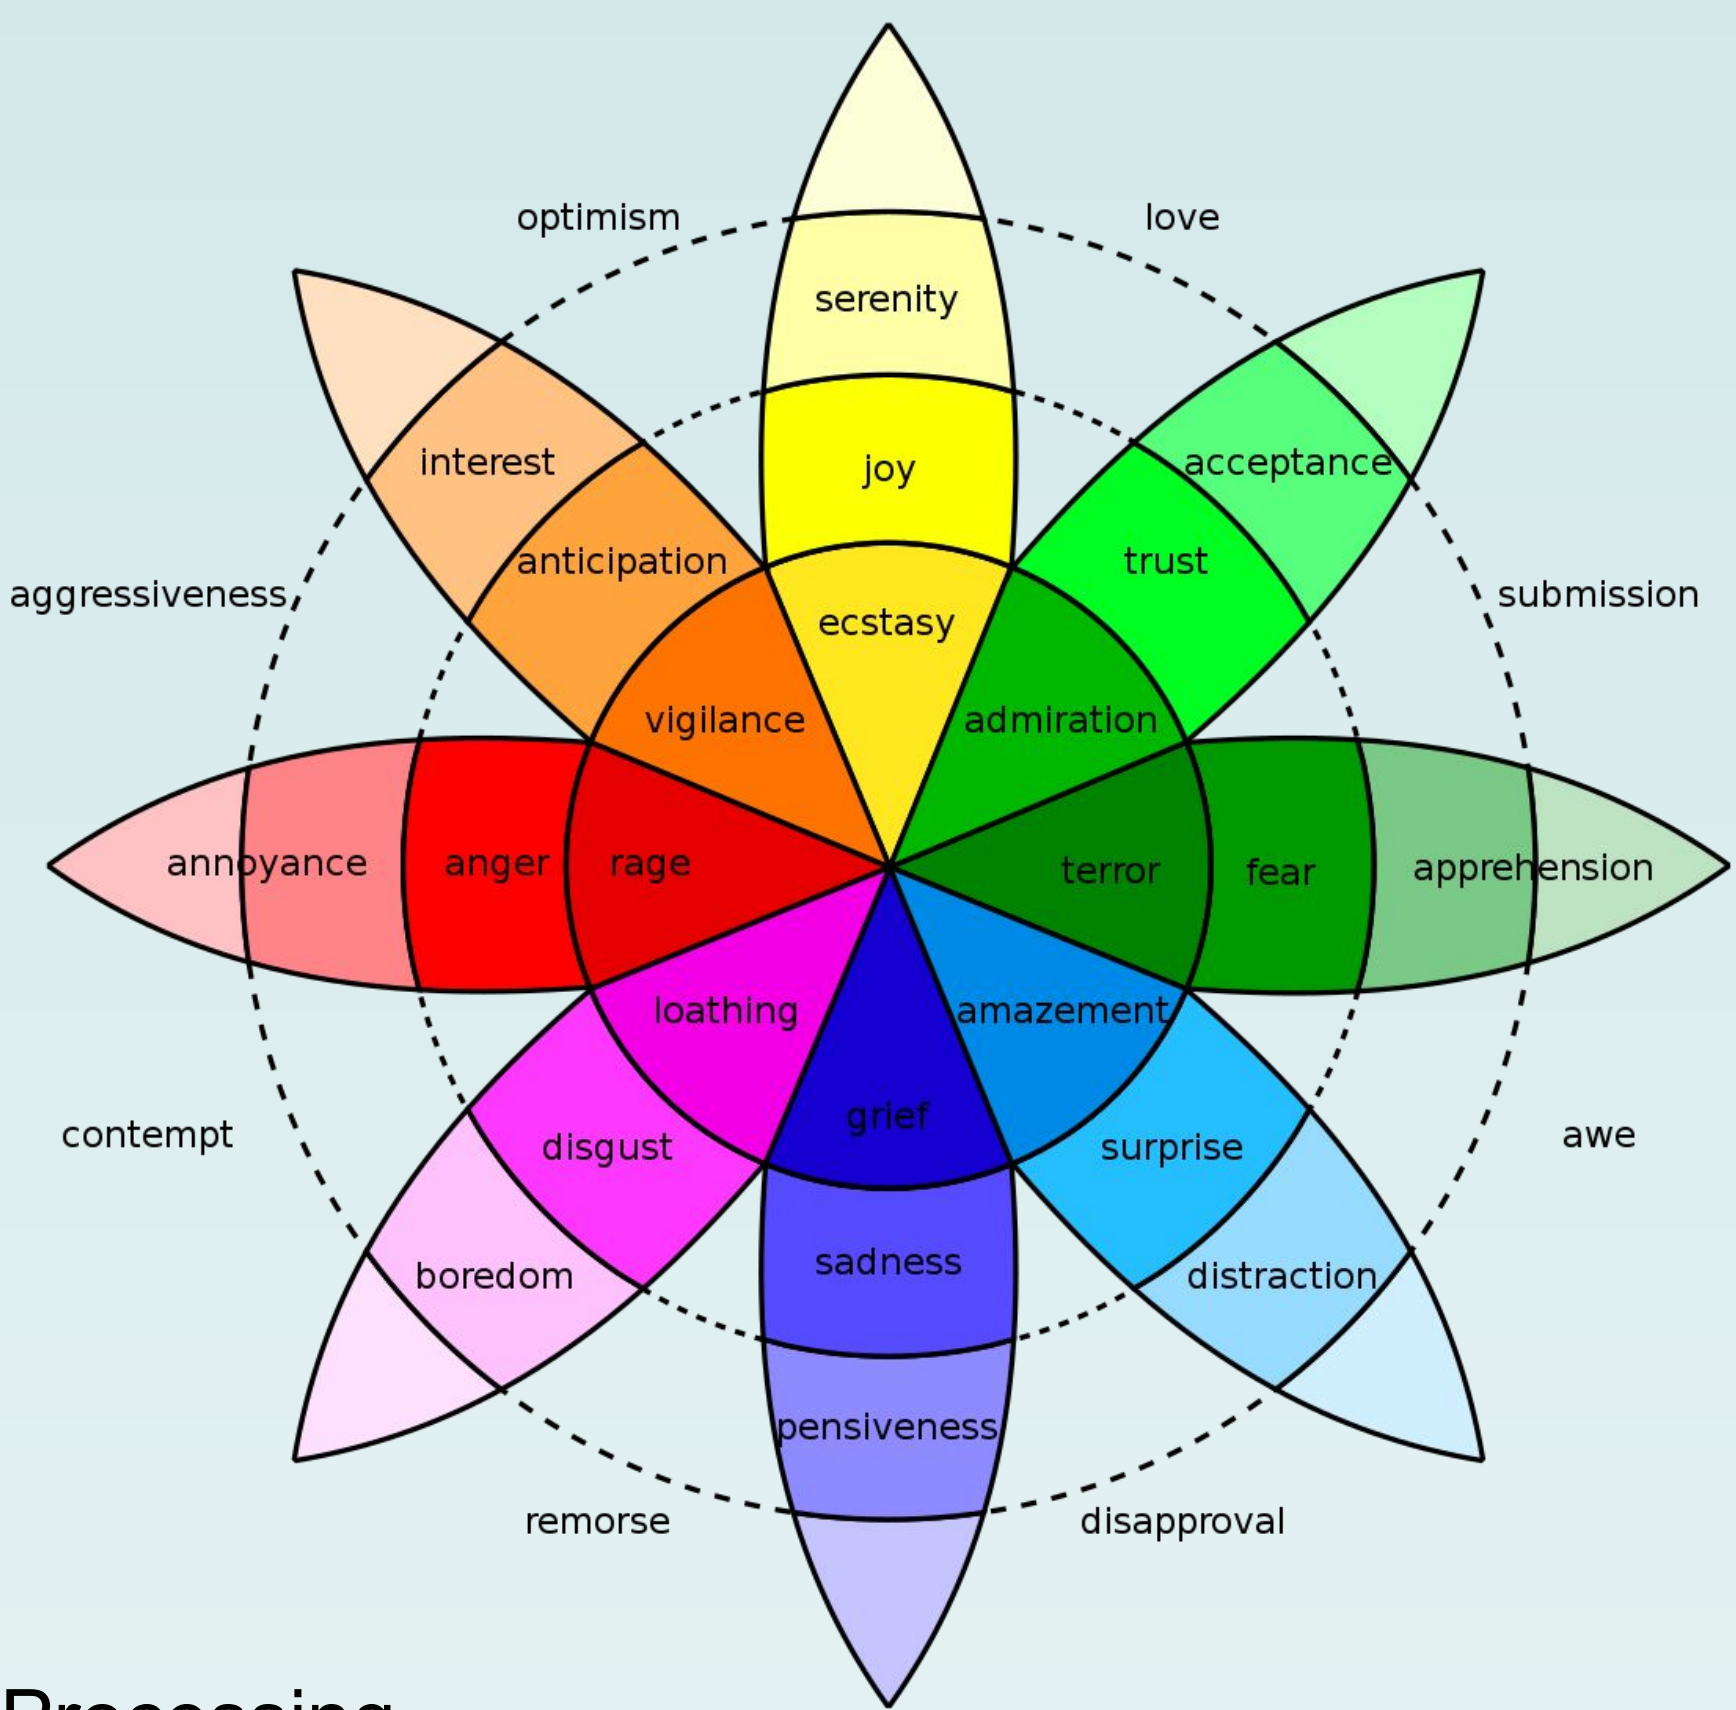 optimism
love
serenity
interest
joy
acceptance
anticipation
trust
aggressiveness
submission
ecstasy
vigilance
admiration
annoyance
anger
rage
terror
fear
apprehension
loathing
amazement
grief
contempt
awe
disgust
surprise
sadness
boredom
distraction
pensiveness
remorse
disapproval
Processing